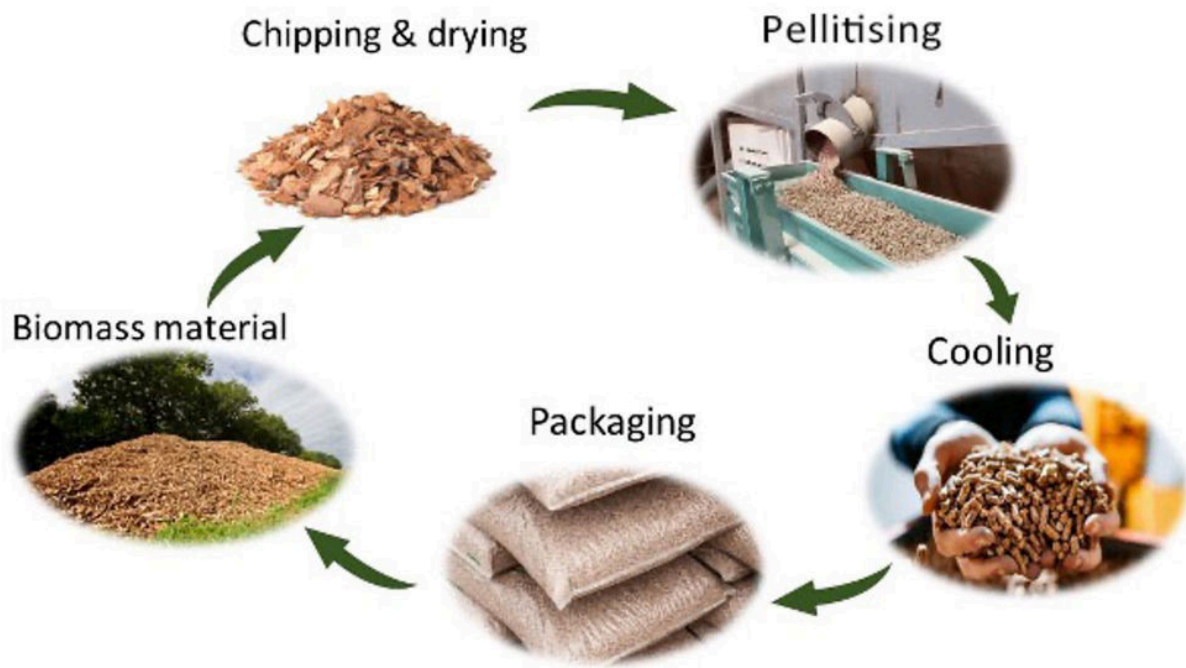 Chipping & drying
Pellitising
Biomass material
Cooling
Packaging